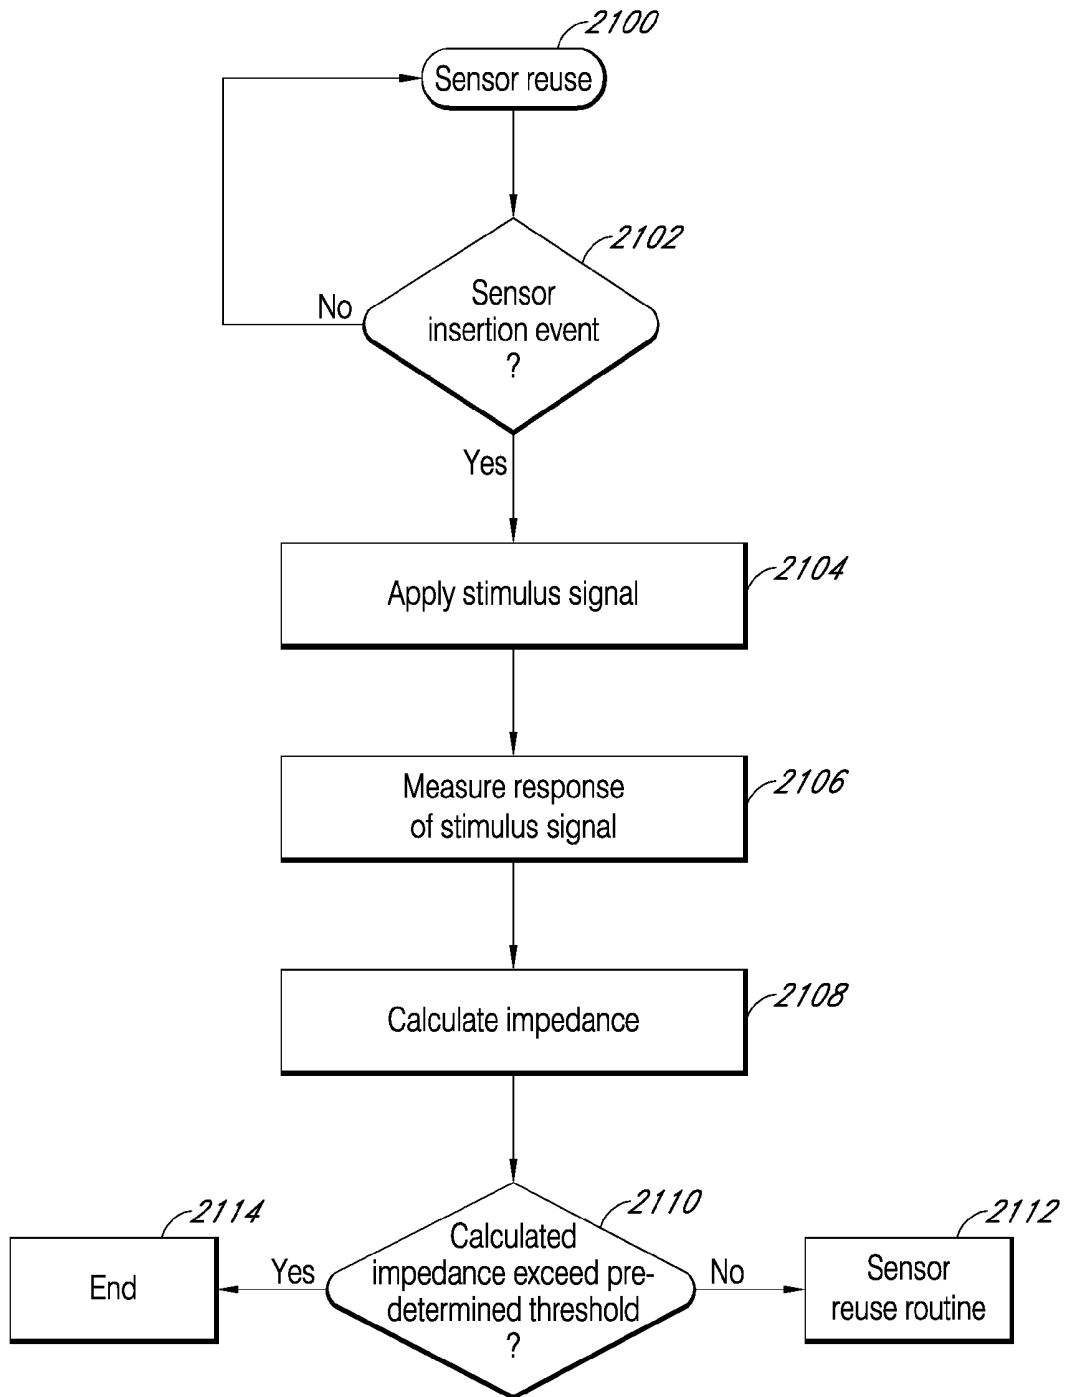 2100
Sensor reuse
2102
Sensor
insertion event
?
No
Yes
2104
Apply stimulus signal
2106
Measure response
of stimulus signal
2108
Calculate impedance
2110
Calculated
impedance exceed pre-
determined threshold
?
Yes
No
2114
End
2112
Sensor
reuse routine